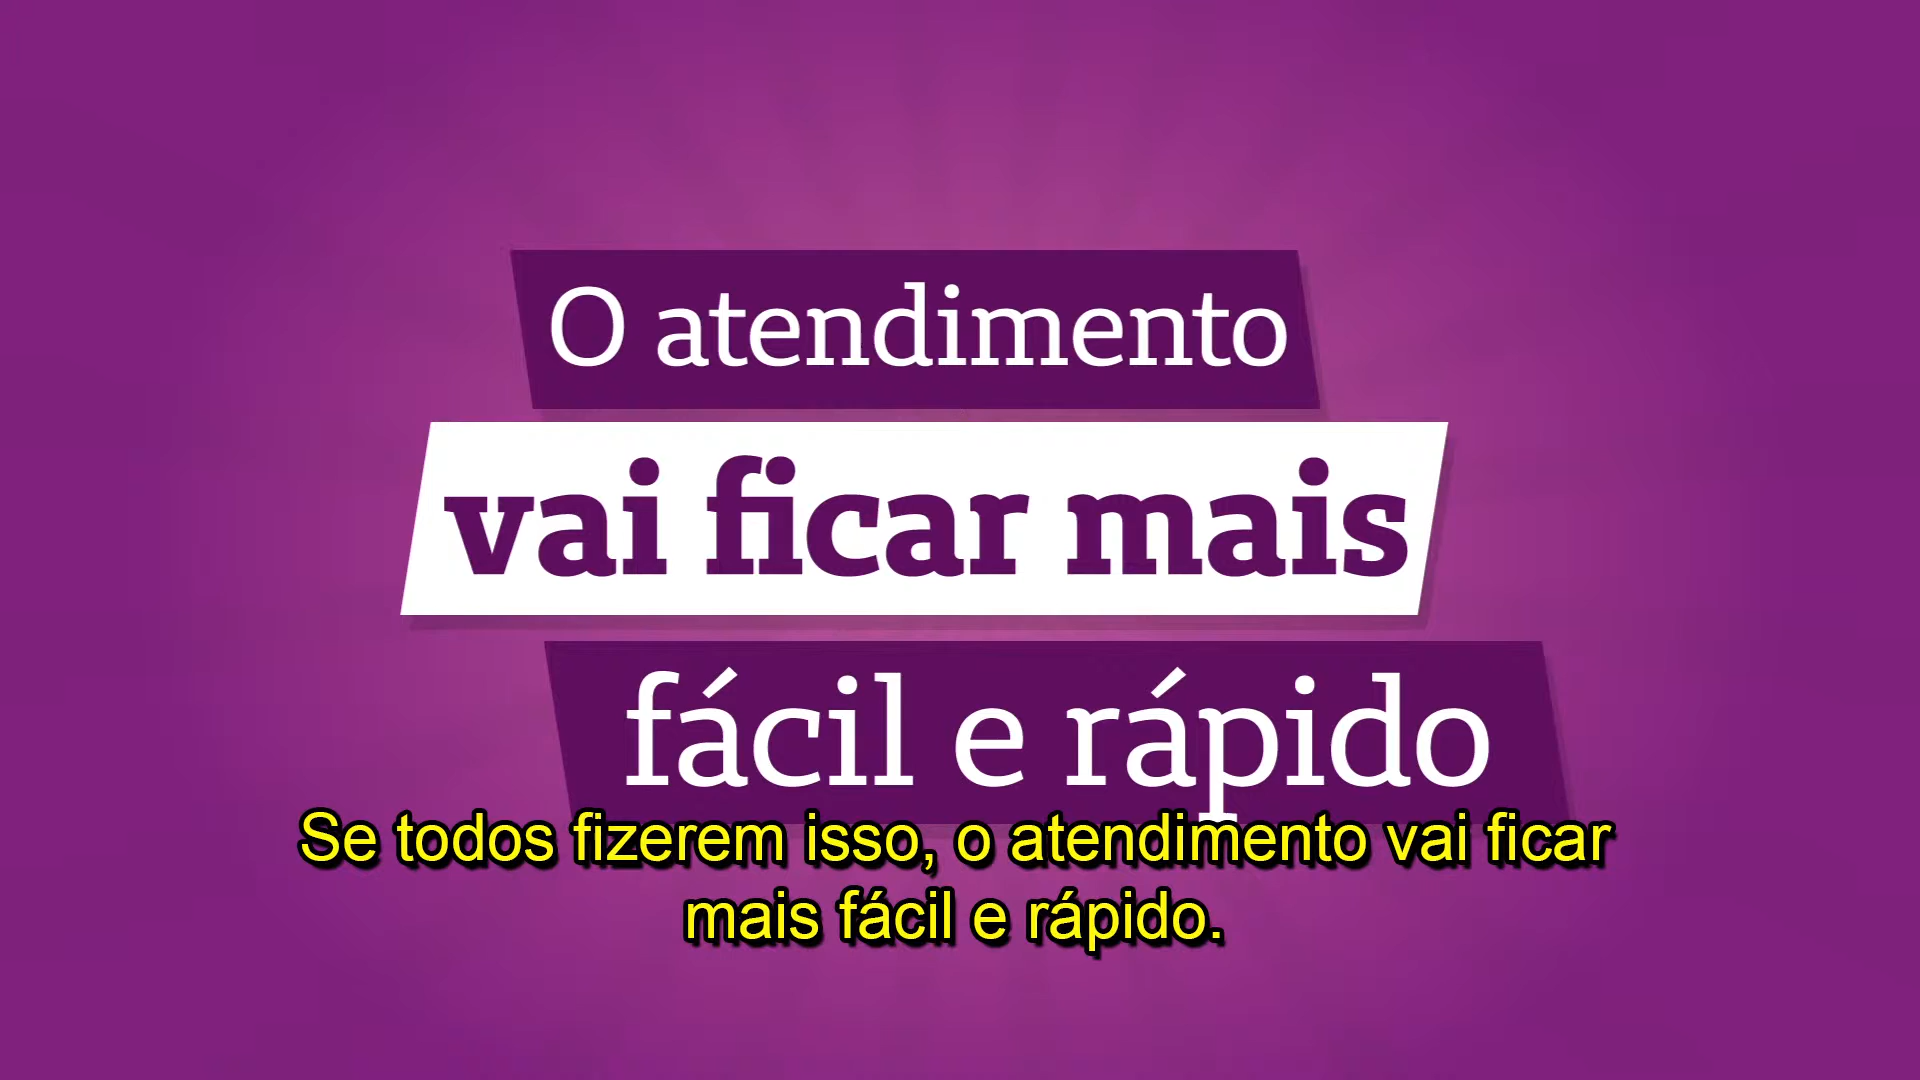 O atendimento
vai ficar mais
fácil e rápido
Se todos fizerem isso, o atendimento vai ficar
mais fácil e rápido.